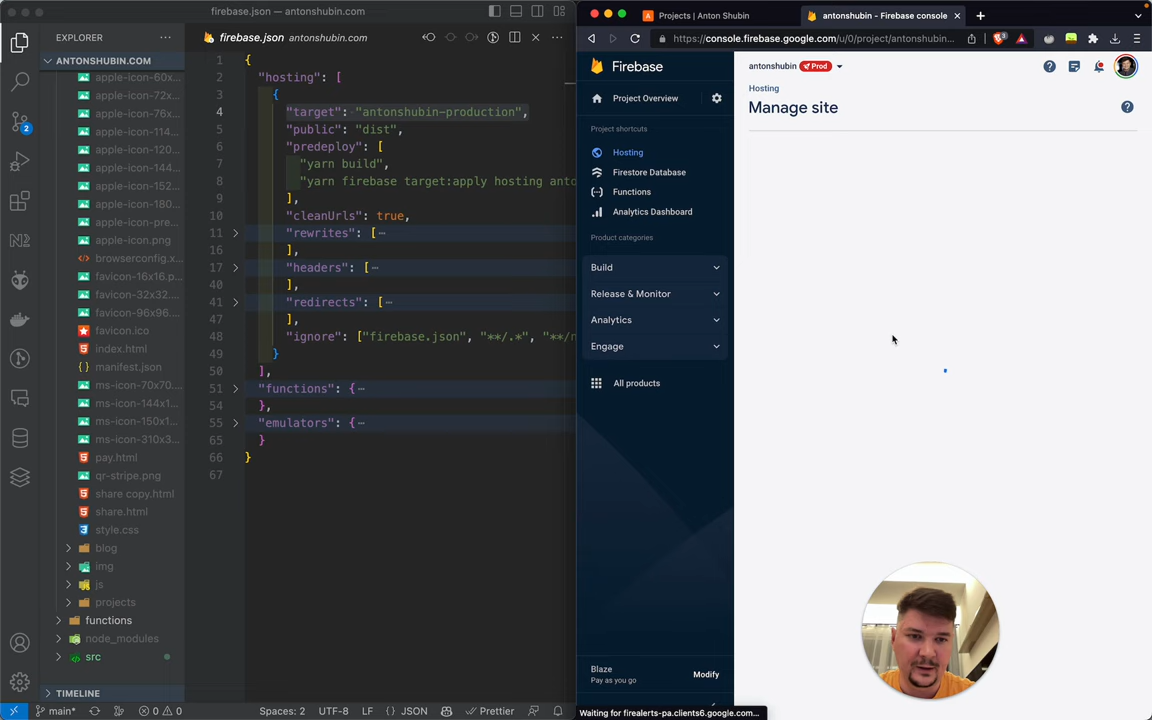 firebase.json — antonshubin.com
EXPLORER
ANTONSHUBIN.COM
apple-icon-60x...
apple-icon-72x...
apple-icon-76x...
apple-icon-114...
apple-icon-120...
apple-icon-144...
apple-icon-152...
apple-icon-180...
apple-icon-pre...
apple-icon.png
browserconfig.x...
favicon-16x16.p...
favicon-32x32...
favicon-96x96...
favicon.ico
index.html
manifest.json
ms-icon-70x70...
ms-icon-144x1...
ms-icon-150x1...
ms-icon-310x3...
pay.html
qr-stripe.png
share copy.html
share.html
style.css
blog
img
js
projects
functions
node_modules
src
TIMELINE
2
N2
firebase.json antonshubin.com
1 {
2 "hosting": [
3 {
4 "target": "antonshubin-production",
5 "public": "dist",
6 "predeploy": [
7 "yarn build",
8 "yarn firebase target:apply hosting anto
9 ],
10 "cleanUrls": true,
11 "rewrites": [⋯
16 ],
17 "headers": [⋯
40 ],
41 "redirects": [⋯
47 ],
48 "ignore": ["firebase.json", "**/.*", "**/n
49 }
50 ],
51 "functions": {⋯
54 },
55 "emulators": {⋯
65 }
66 }
67
main* 0 0 Spaces: 2 UTF-8 LF JSON Prettier
Projects | Anton Shubin
antonshubin - Firebase console
https://console.firebase.google.com/u/0/project/antonshubin...
Firebase
Project Overview
Project shortcuts
Hosting
Firestore Database
Functions
Analytics Dashboard
Product categories
Build
Release & Monitor
Analytics
Engage
All products
Blaze
Pay as you go
Modify
antonshubin Prod
Hosting
Manage site
Waiting for firealerts-pa.clients6.google.com...